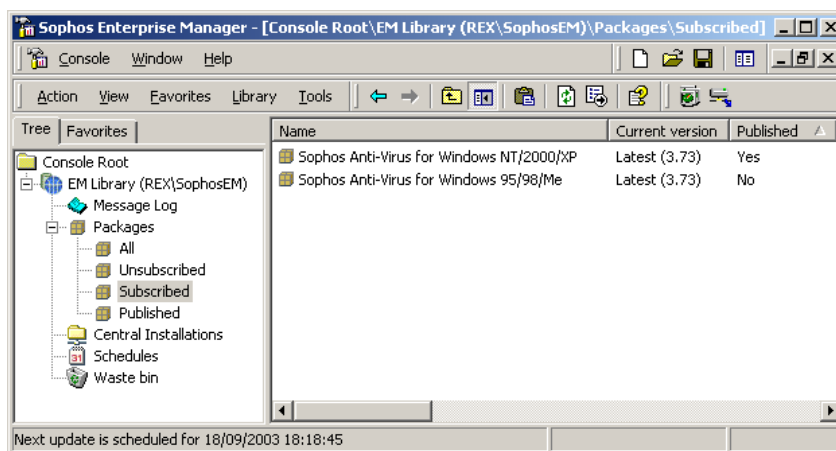 Sophos Enterprise Manager - [Console Root\EM Library (REX\SophosEM)\Packages\Subscribed]
Console Window Help
Action View Favorites Library Tools
Tree Favorites
Name Current version Published
Console Root
EM Library (REX\SophosEM)
Message Log
Packages
All
Unsubscribed
Subscribed
Published
Central Installations
31 Schedules
Waste bin
Sophos Anti-Virus for Windows NT/2000/XP Latest (3.73) Yes
Sophos Anti-Virus for Windows 95/98/Me Latest (3.73) No
Next update is scheduled for 18/09/2003 18:18:45